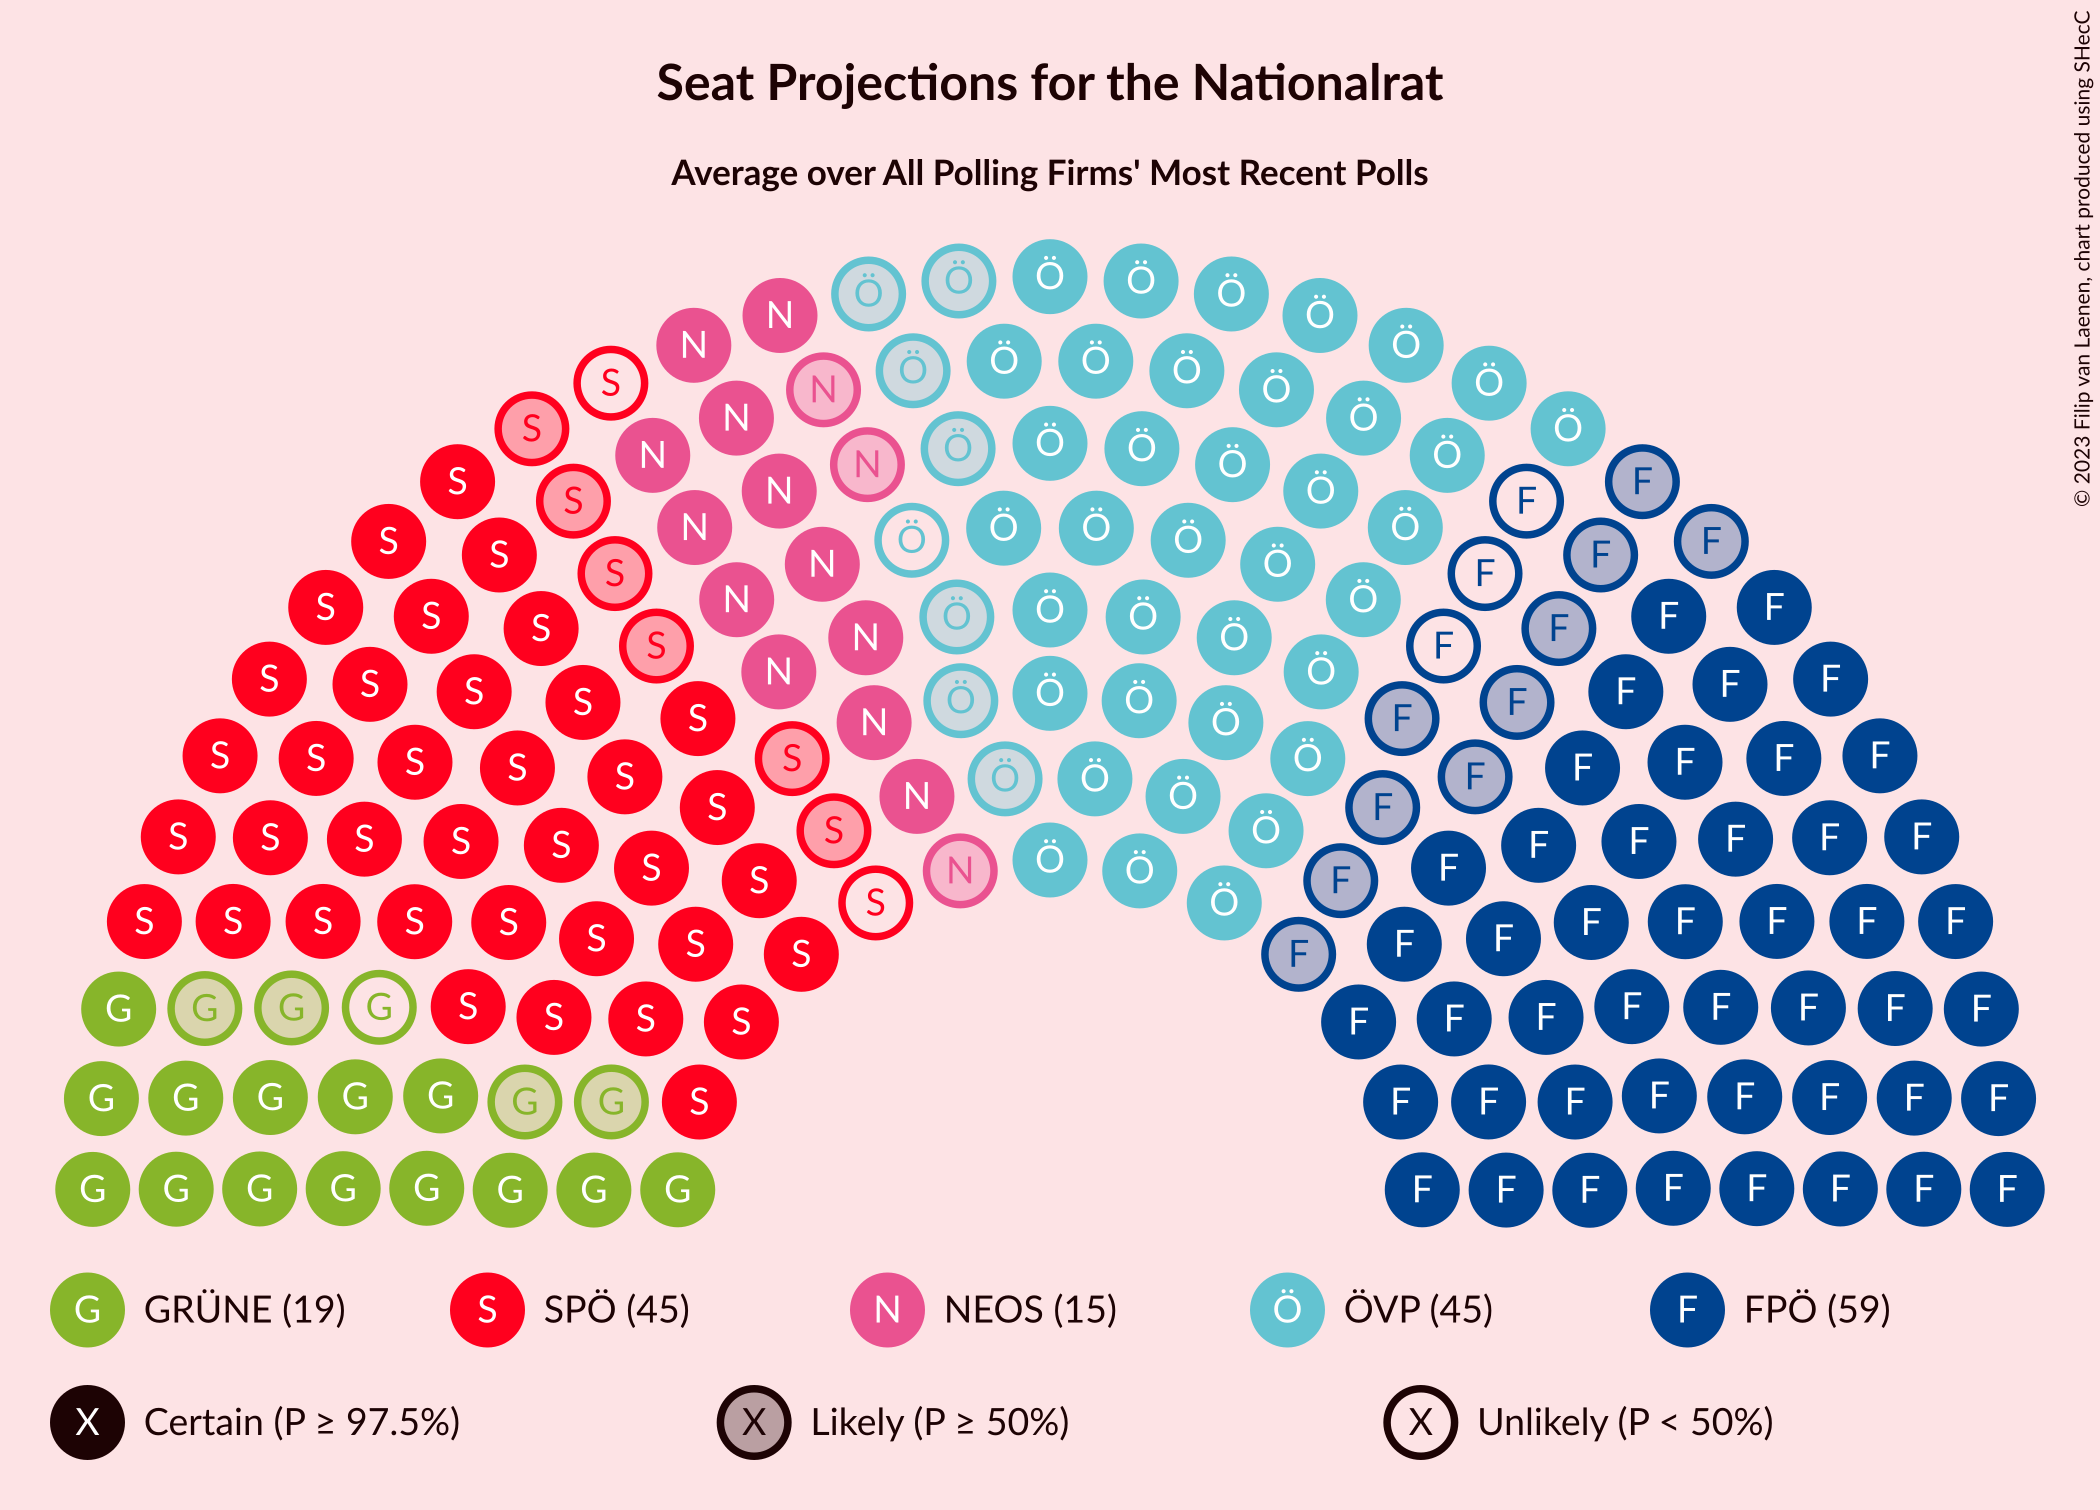 Seat Projections for the Nationalrat
Average over All Polling Firms' Most Recent Polls
© 2023 Filip van Laenen, chart produced using SHecC
Ö Ö Ö Ö Ö Ö Ö Ö Ö
N N
S S S S S S S S S S
G G G
F F F F F F F F F F
G GRÜNE (19)
S SPÖ (45)
N NEOS (15)
Ö ÖVP (45)
F FPÖ (59)
X Certain (P ≥ 97.5%)
X Likely (P ≥ 50%)
X Unlikely (P < 50%)